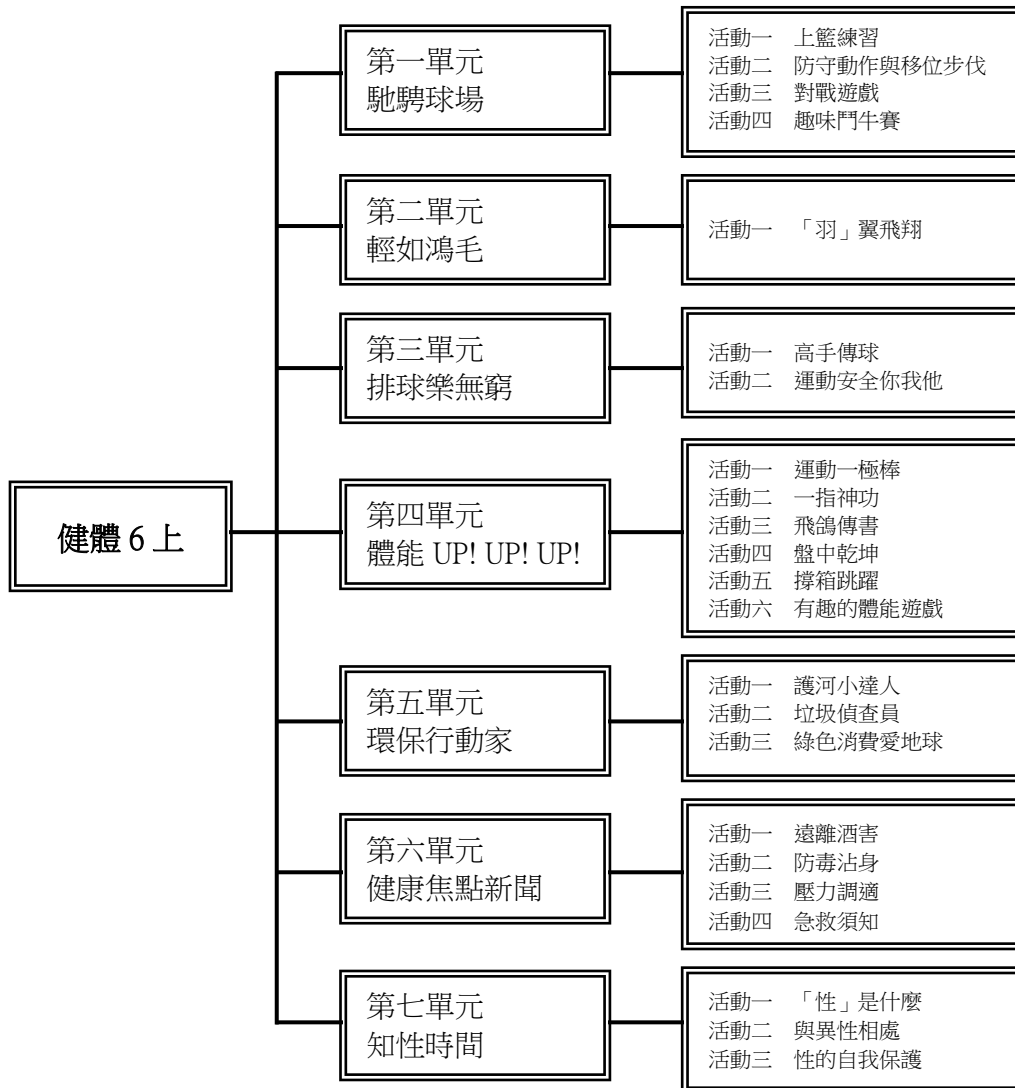 健體 6 上
第一單元
馳騁球場
活動一　上籃練習
活動二　防守動作與移位步伐
活動三　對戰遊戲
活動四　趣味鬥牛賽
第二單元
輕如鴻毛
活動一　「羽」翼飛翔
第三單元
排球樂無窮
活動一　高手傳球
活動二　運動安全你我他
第四單元
體能 UP! UP! UP!
活動一　運動一極棒
活動二　一指神功
活動三　飛鴿傳書
活動四　盤中乾坤
活動五　撐箱跳躍
活動六　有趣的體能遊戲
第五單元
環保行動家
活動一　護河小達人
活動二　垃圾偵查員
活動三　綠色消費愛地球
第六單元
健康焦點新聞
活動一　遠離酒害
活動二　防毒沾身
活動三　壓力調適
活動四　急救須知
第七單元
知性時間
活動一　「性」是什麼
活動二　與異性相處
活動三　性的自我保護